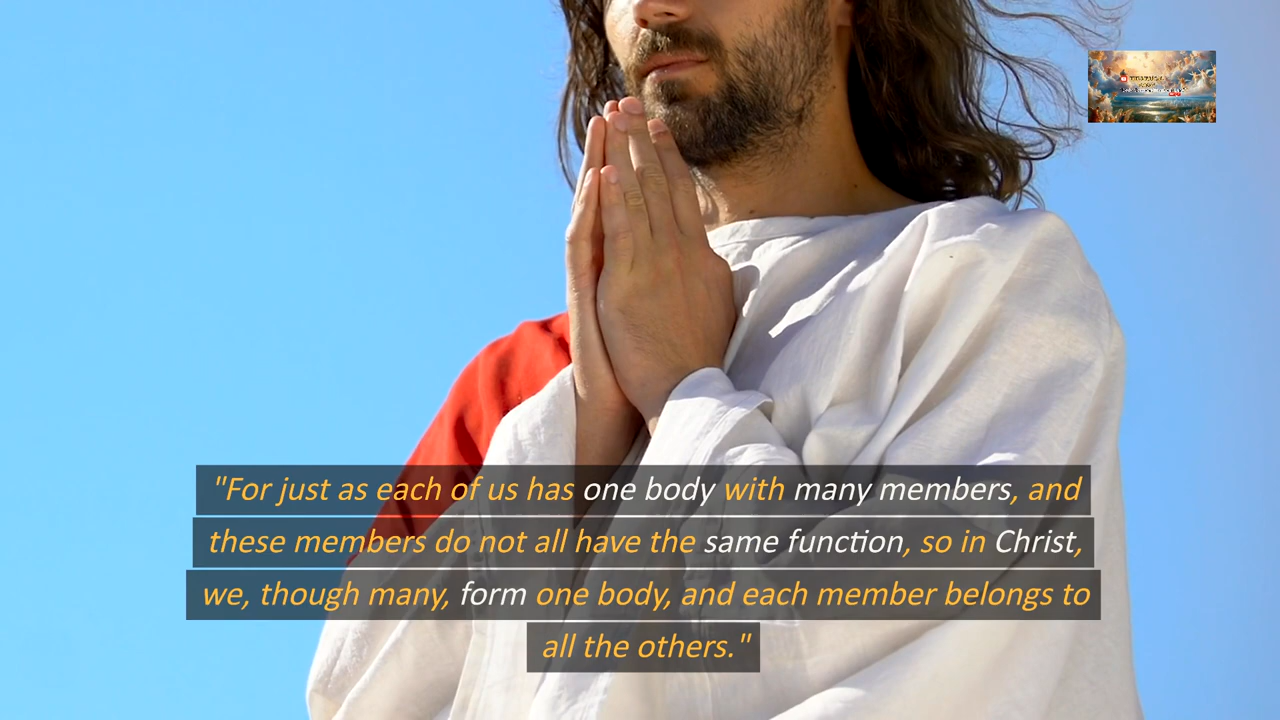 "For just as each of us has one body with many members, and
these members do not all have the same function, so in Christ,
we, though many, form one body, and each member belongs to
all the others."